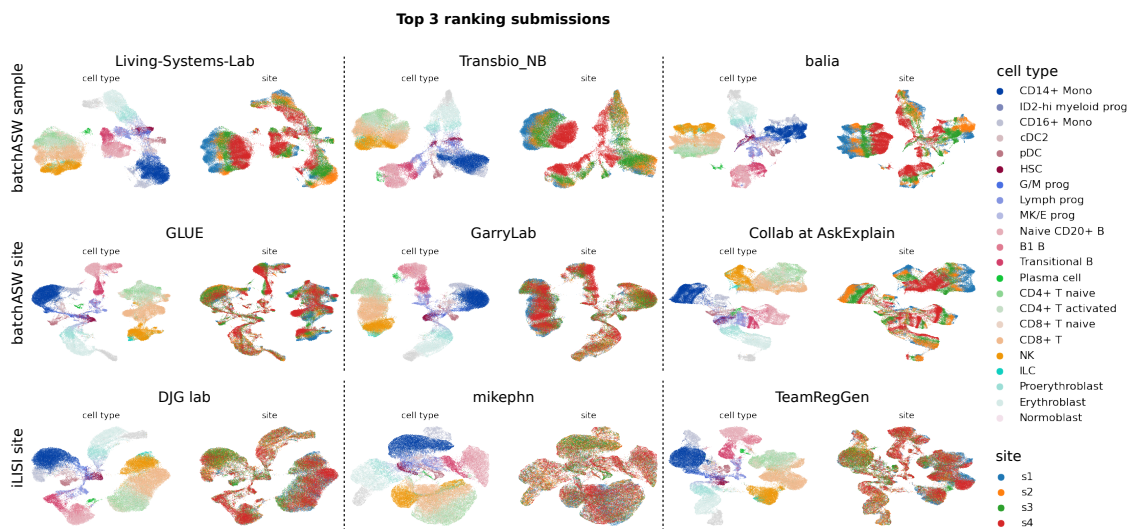 Top 3 ranking submissions
batchASW sample
Living-Systems-Lab
cell type
site
Transbio_NB
cell type
site
balia
cell type
site
batchASW site
GLUE
cell type
site
GarryLab
cell type
site
Collab at AskExplain
cell type
site
iLISI site
DJG lab
cell type
site
mikephn
cell type
site
TeamRegGen
cell type
site
cell type
CD14+ Mono
ID2-hi myeloid prog
CD16+ Mono
cDC2
pDC
HSC
G/M prog
Lymph prog
MK/E prog
Naive CD20+ B
B1 B
Transitional B
Plasma cell
CD4+ T naive
CD4+ T activated
CD8+ T naive
CD8+ T
NK
ILC
Proerythroblast
Erythroblast
Normoblast
site
s1
s2
s3
s4